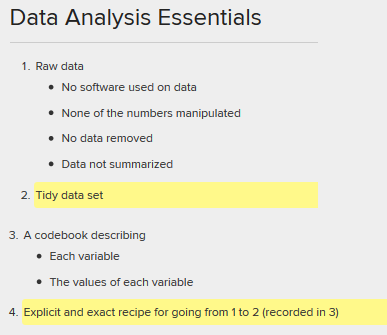 Data Analysis Essentials
1. Raw data
• No software used on data
• None of the numbers manipulated
• No data removed
• Data not summarized
2. Tidy data set
3. A codebook describing
• Each variable
• The values of each variable
4. Explicit and exact recipe for going from 1 to 2 (recorded in 3)